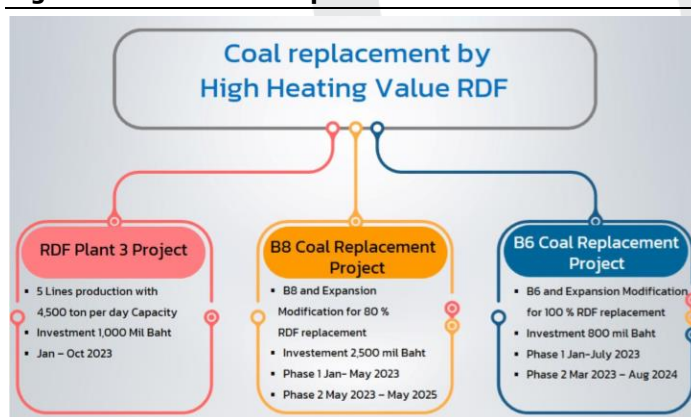 Coal replacement by
High Heating Value RDF
RDF Plant 3 Project
▪ 5 Lines production with
4,500 ton per day Capacity
▪ Investment 1,000 Mil Baht
▪ Jan – Oct 2023
B8 Coal Replacement
Project
▪ B8 and Expansion
Modification for 80 %
RDF replacement
▪ Investement 2,500 mil Baht
▪ Phase 1 Jan- May 2023
▪ Phase 2 May 2023 – May 2025
B6 Coal Replacement
Project
▪ B6 and Expansion Modification
for 100 % RDF replacement
▪ Investment 800 mil Baht
▪ Phase 1 Jan-July 2023
▪ Phase 2 Mar 2023 – Aug 2024